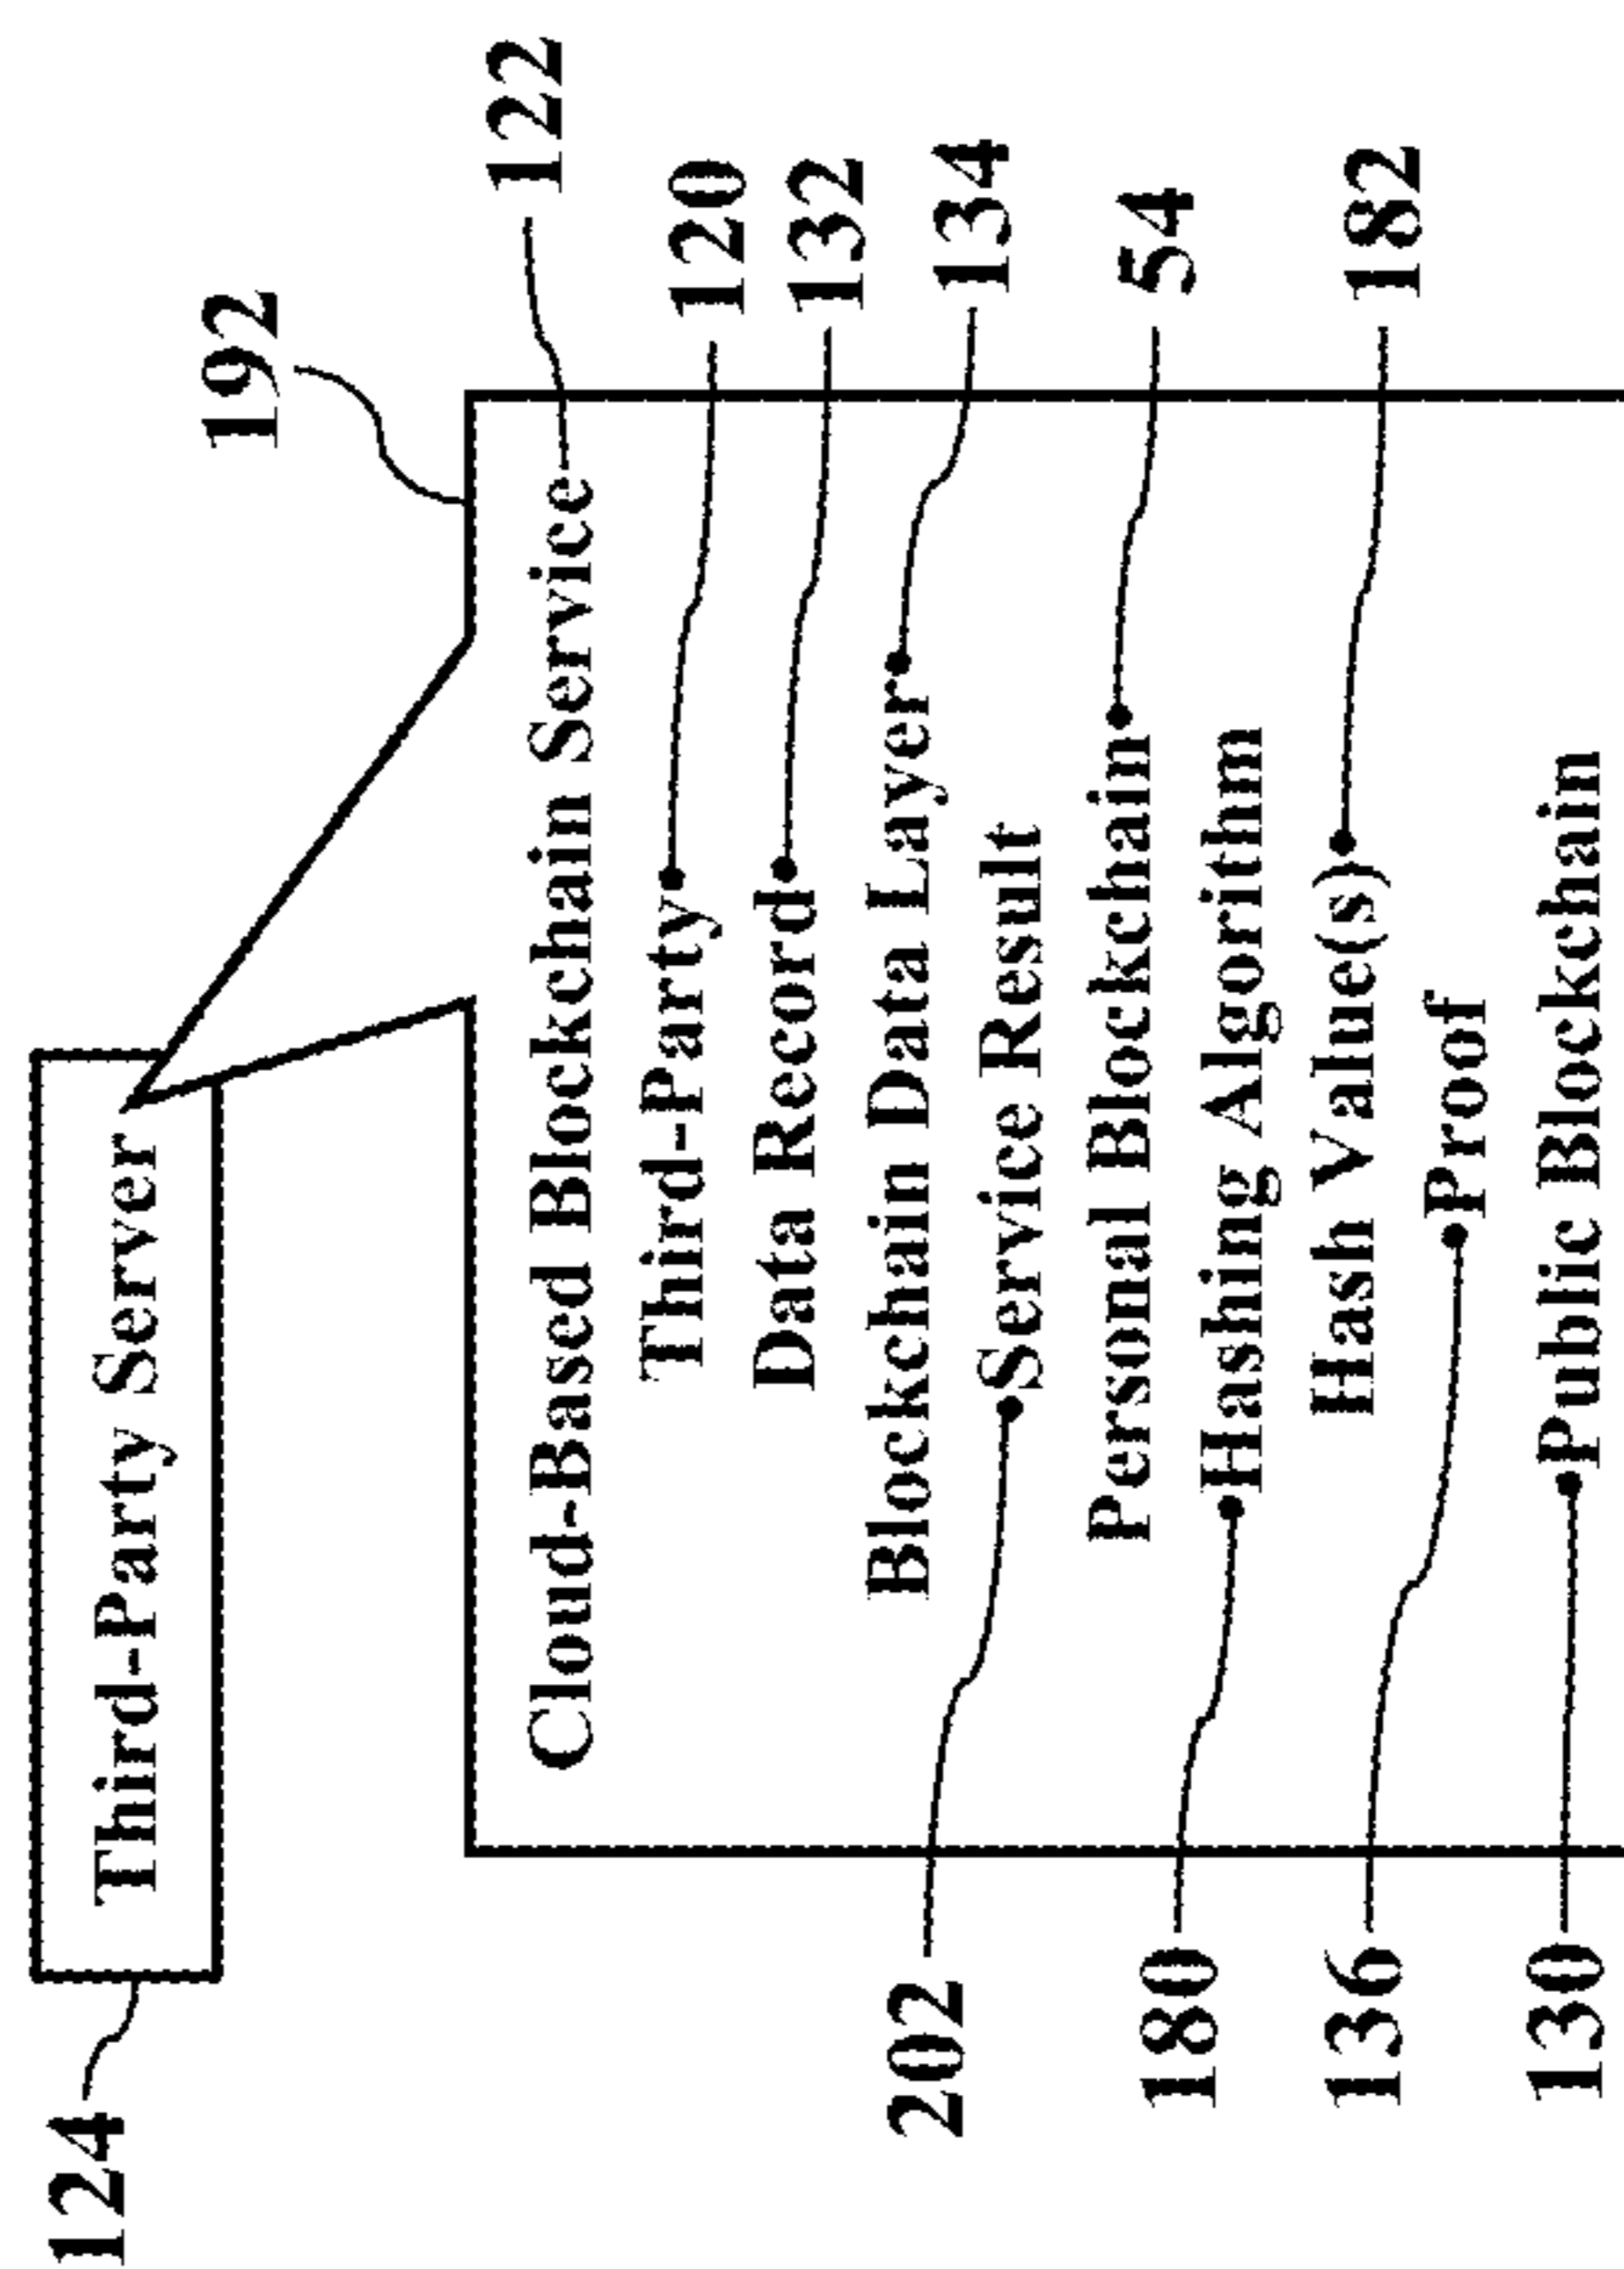 124
Third-Party Server
192
Cloud-Based Blockchain Service 122
Third-Party 120
Data Record 132
Blockchain Data Layer 134
202 Service Result
Personal Blockchain 54
180 Hashing Algorithm
Hash Value(s) 182
136 Proof
130 Public Blockchain